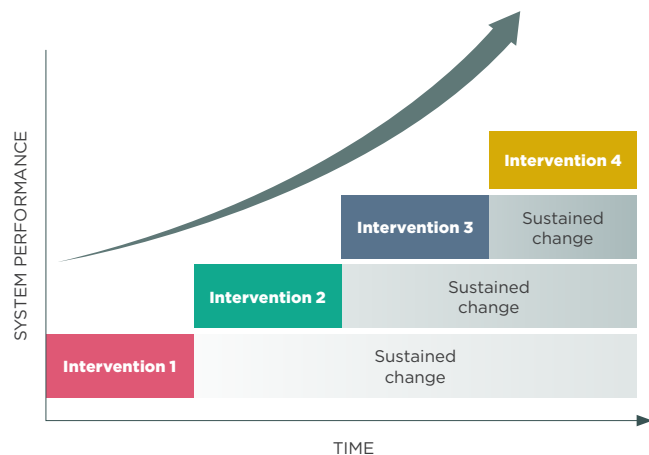 SYSTEM PERFORMANCE
Intervention 4
Intervention 3
Sustained
change
Intervention 2
Sustained
change
Intervention 1
Sustained
change
TIME